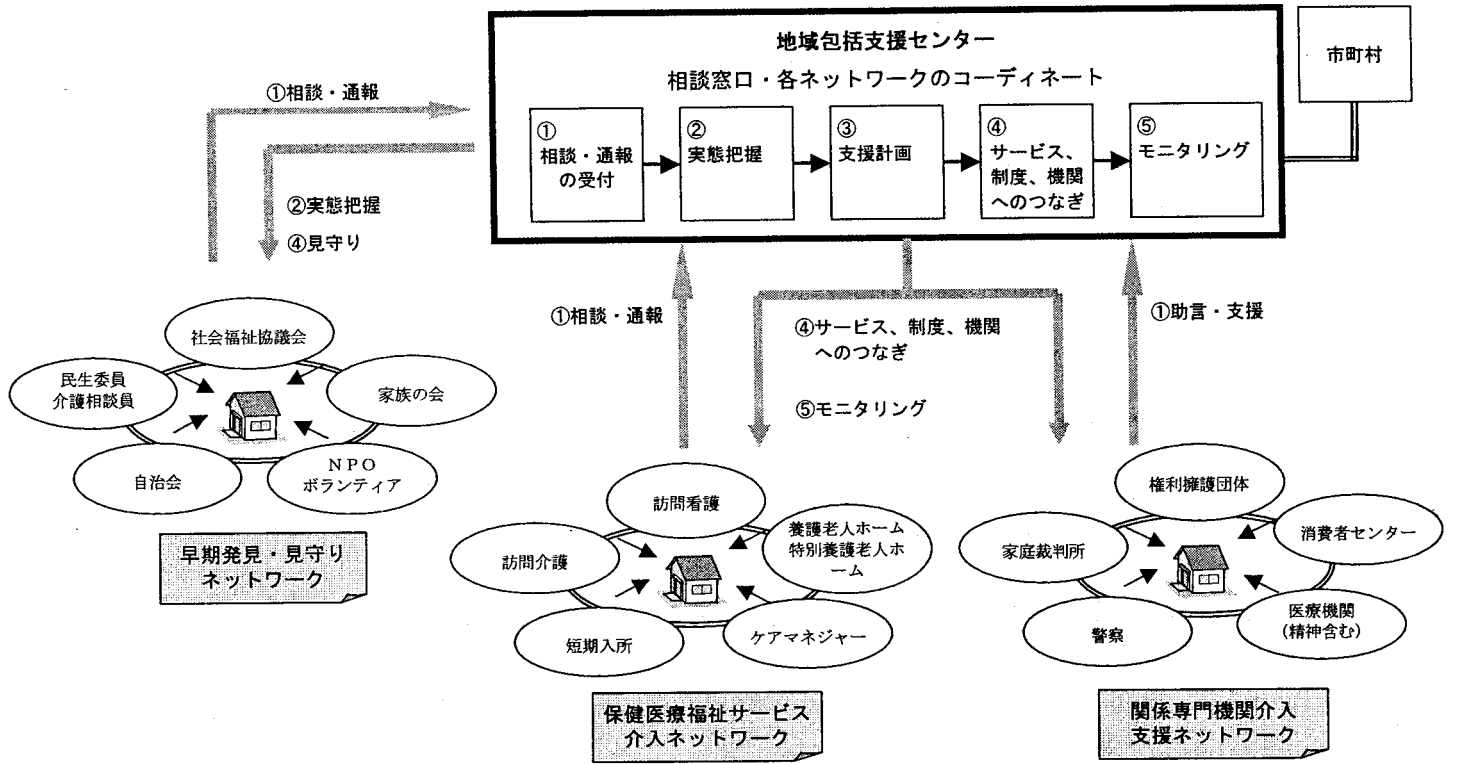 地域包括支援センター
相談窓口・各ネットワークのコーディネート
①
相談・通報
の受付
②
実態把握
③
支援計画
④
サービス、
制度、機関
へのつなぎ
⑤
モニタリング
市町村
①相談・通報
②実態把握
④見守り
①相談・通報
④サービス、制度、機関
へのつなぎ
⑤モニタリング
①助言・支援
社会福祉協議会
民生委員
介護相談員
家族の会
自治会
NPO
ボランティア
早期発見・見守り
ネットワーク
訪問看護
訪問介護
養護老人ホーム
特別養護老人ホ
ーム
短期入所
ケアマネジャー
保健医療福祉サービス
介入ネットワーク
権利擁護団体
家庭裁判所
消費者センター
警察
医療機関
(精神含む)
関係専門機関介入
支援ネットワーク